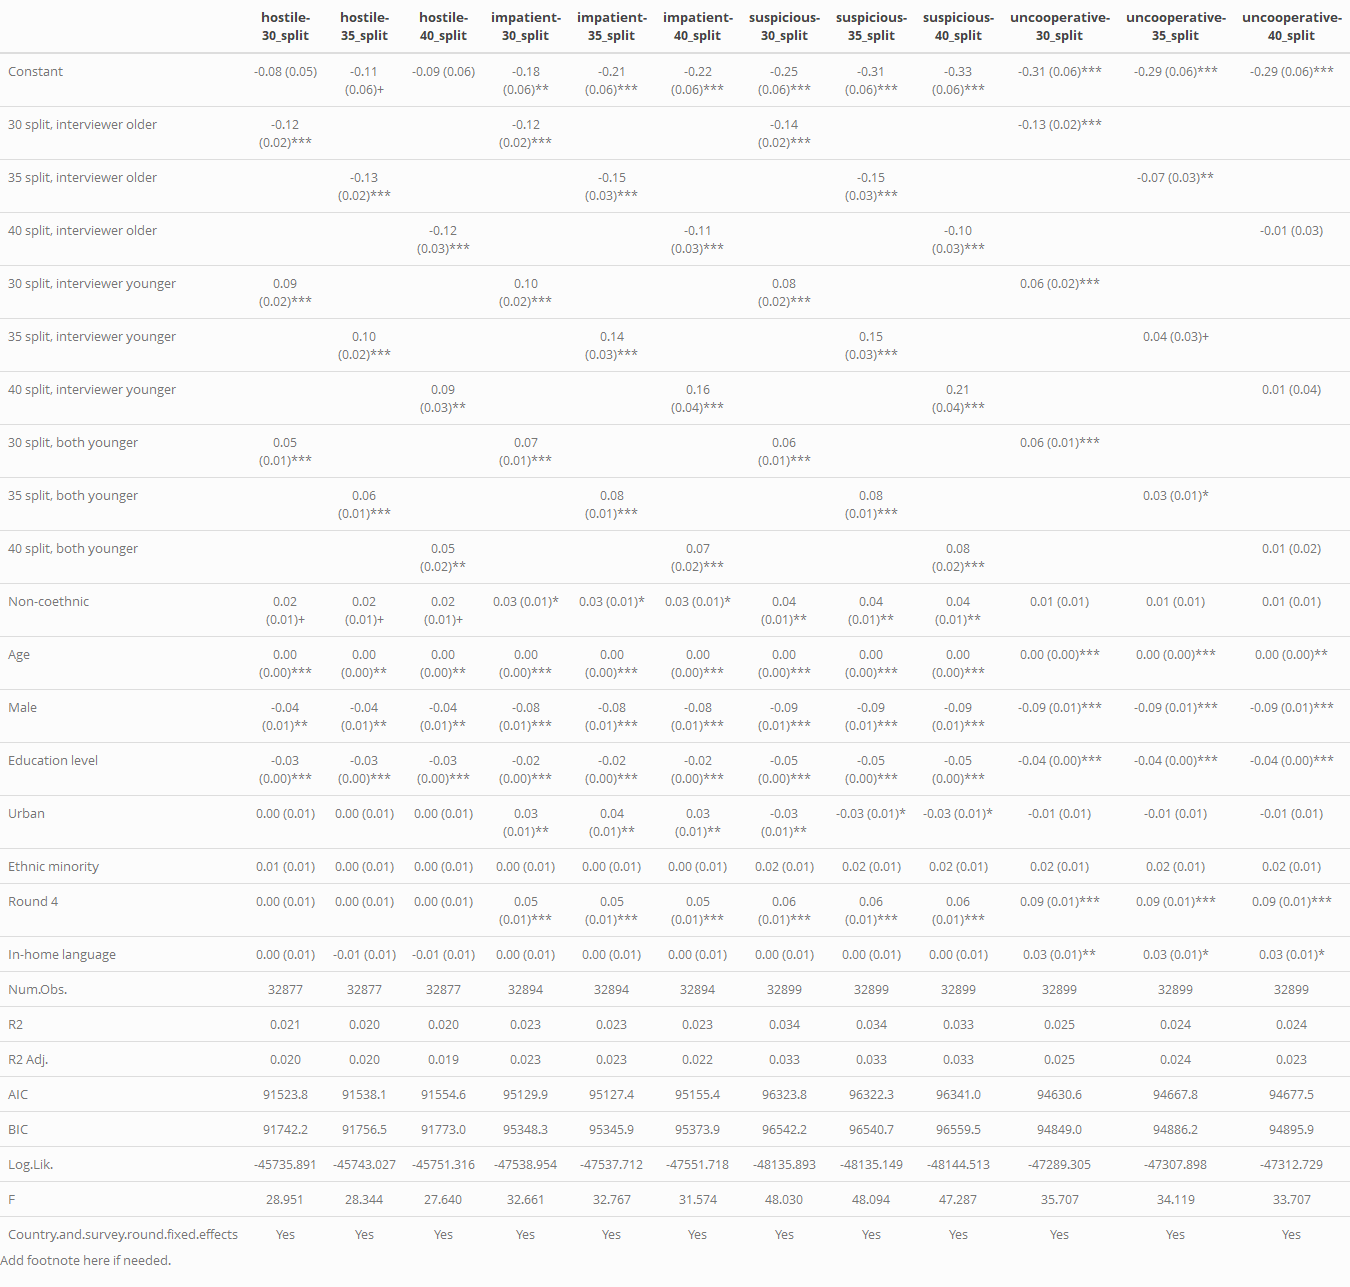 hostile- hostile- hostile- impatient- impatient- impatient- suspicious- suspicious- suspicious- uncooperative- uncooperative- uncooperative-
30_split 35_split 40_split 30_split 35_split 40_split 30_split 35_split 40_split 30_split 35_split 40_split
Constant -0.08 (0.05) -0.11 -0.09 (0.06) -0.18 -0.21 -0.22 -0.25 -0.31 -0.33 -0.31 (0.06)*** -0.29 (0.06)*** -0.29 (0.06)***
(0.06)+ (0.06)** (0.06)*** (0.06)*** (0.06)*** (0.06)*** (0.06)***
30 split, interviewer older -0.12 -0.12 -0.14 -0.13 (0.02)***
(0.02)*** (0.02)*** (0.02)***
35 split, interviewer older -0.13 -0.15 -0.15 -0.07 (0.03)**
(0.02)*** (0.03)*** (0.03)***
40 split, interviewer older -0.12 -0.11 -0.10 -0.01 (0.03)
(0.03)*** (0.03)*** (0.03)***
30 split, interviewer younger 0.09 0.10 0.08 0.06 (0.02)***
(0.02)*** (0.02)*** (0.02)***
35 split, interviewer younger 0.10 0.14 0.15 0.04 (0.03)+
(0.02)*** (0.03)*** (0.03)***
40 split, interviewer younger 0.09 0.16 0.21 0.01 (0.04)
(0.03)** (0.04)*** (0.04)***
30 split, both younger 0.05 0.07 0.06 0.06 (0.01)***
(0.01)*** (0.01)*** (0.01)***
35 split, both younger 0.06 0.08 0.08 0.03 (0.01)*
(0.01)*** (0.01)*** (0.01)***
40 split, both younger 0.05 0.07 0.08 0.01 (0.02)
(0.02)** (0.02)*** (0.02)***
Non-coethnic 0.02 0.02 0.02 0.03 (0.01)* 0.03 (0.01)* 0.03 (0.01)* 0.04 0.04 0.04 0.01 (0.01) 0.01 (0.01) 0.01 (0.01)
(0.01)+ (0.01)+ (0.01)+ (0.01)** (0.01)** (0.01)**
Age 0.00 0.00 0.00 0.00 0.00 0.00 0.00 0.00 0.00 0.00 (0.00)*** 0.00 (0.00)*** 0.00 (0.00)**
(0.00)*** (0.00)** (0.00)** (0.00)*** (0.00)*** (0.00)*** (0.00)*** (0.00)*** (0.00)***
Male -0.04 -0.04 -0.04 -0.08 -0.08 -0.08 -0.09 -0.09 -0.09 -0.09 (0.01)*** -0.09 (0.01)*** -0.09 (0.01)***
(0.01)** (0.01)** (0.01)** (0.01)*** (0.01)*** (0.01)*** (0.01)*** (0.01)*** (0.01)***
Education level -0.03 -0.03 -0.03 -0.02 -0.02 -0.02 -0.05 -0.05 -0.05 -0.04 (0.00)*** -0.04 (0.00)*** -0.04 (0.00)***
(0.00)*** (0.00)*** (0.00)*** (0.00)*** (0.00)*** (0.00)*** (0.00)*** (0.00)*** (0.00)***
Urban 0.00 (0.01) 0.00 (0.01) 0.00 (0.01) 0.03 0.04 0.03 -0.03 -0.03 (0.01)* -0.03 (0.01)* -0.01 (0.01) -0.01 (0.01) -0.01 (0.01)
(0.01)** (0.01)** (0.01)** (0.01)**
Ethnic minority 0.01 (0.01) 0.00 (0.01) 0.00 (0.01) 0.00 (0.01) 0.00 (0.01) 0.00 (0.01) 0.02 (0.01) 0.02 (0.01) 0.02 (0.01) 0.02 (0.01) 0.02 (0.01) 0.02 (0.01)
Round 4 0.00 (0.01) 0.00 (0.01) 0.00 (0.01) 0.05 0.05 0.05 0.06 0.06 0.06 0.09 (0.01)*** 0.09 (0.01)*** 0.09 (0.01)***
(0.01)*** (0.01)*** (0.01)*** (0.01)*** (0.01)*** (0.01)***
In-home language 0.00 (0.01) -0.01 (0.01) -0.01 (0.01) 0.00 (0.01) 0.00 (0.01) 0.00 (0.01) 0.00 (0.01) 0.00 (0.01) 0.00 (0.01) 0.03 (0.01)** 0.03 (0.01)* 0.03 (0.01)*
Num.Obs. 32877 32877 32877 32894 32894 32894 32899 32899 32899 32899 32899 32899
R2 0.021 0.020 0.020 0.023 0.023 0.023 0.034 0.034 0.033 0.025 0.024 0.024
R2 Adj. 0.020 0.020 0.019 0.023 0.023 0.022 0.033 0.033 0.033 0.025 0.024 0.023
AIC 91523.8 91538.1 91554.6 95129.9 95127.4 95155.4 96323.8 96322.3 96341.0 94630.6 94667.8 94677.5
BIC 91742.2 91756.5 91773.0 95348.3 95345.9 95373.9 96542.2 96540.7 96559.5 94849.0 94886.2 94895.9
Log.Lik. -45735.891 -45743.027 -45751.316 -47538.954 -47537.712 -47551.718 -48135.893 -48135.149 -48144.513 -47289.305 -47307.898 -47312.729
F 28.951 28.344 27.640 32.661 32.767 31.574 48.030 48.094 47.287 35.707 34.119 33.707
Country.and.survey.round.fixed.effects Yes Yes Yes Yes Yes Yes Yes Yes Yes Yes Yes Yes
Add footnote here if needed.